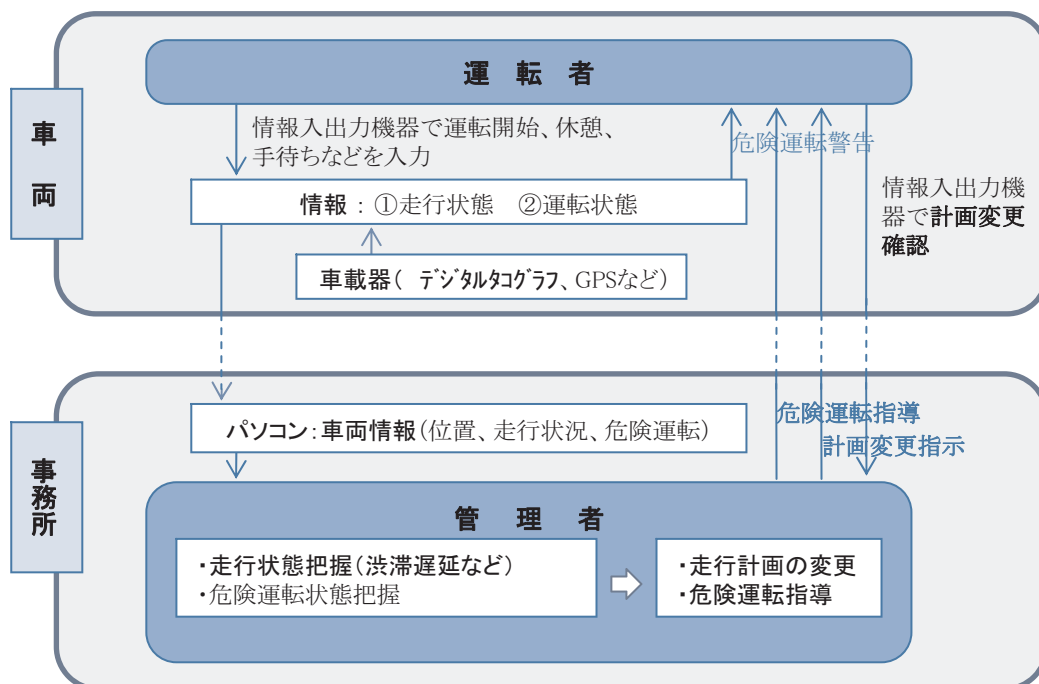 運 転 者
車
両
情報入出力機器で運転開始、休憩、
手待ちなどを入力
危険運転警告
情報 : ①走行状態 ②運転状態
情報入出力機
器で計画変更
確認
車載器( ﾃﾞｼﾞﾀﾙﾀｺｸﾞﾗﾌ、GPSなど)
パソコン:車両情報(位置、走行状況、危険運転)
危険運転指導
計画変更指示
事
務
所
管 理 者
・走行状態把握(渋滞遅延など)
・危険運転状態把握
・走行計画の変更
・危険運転指導